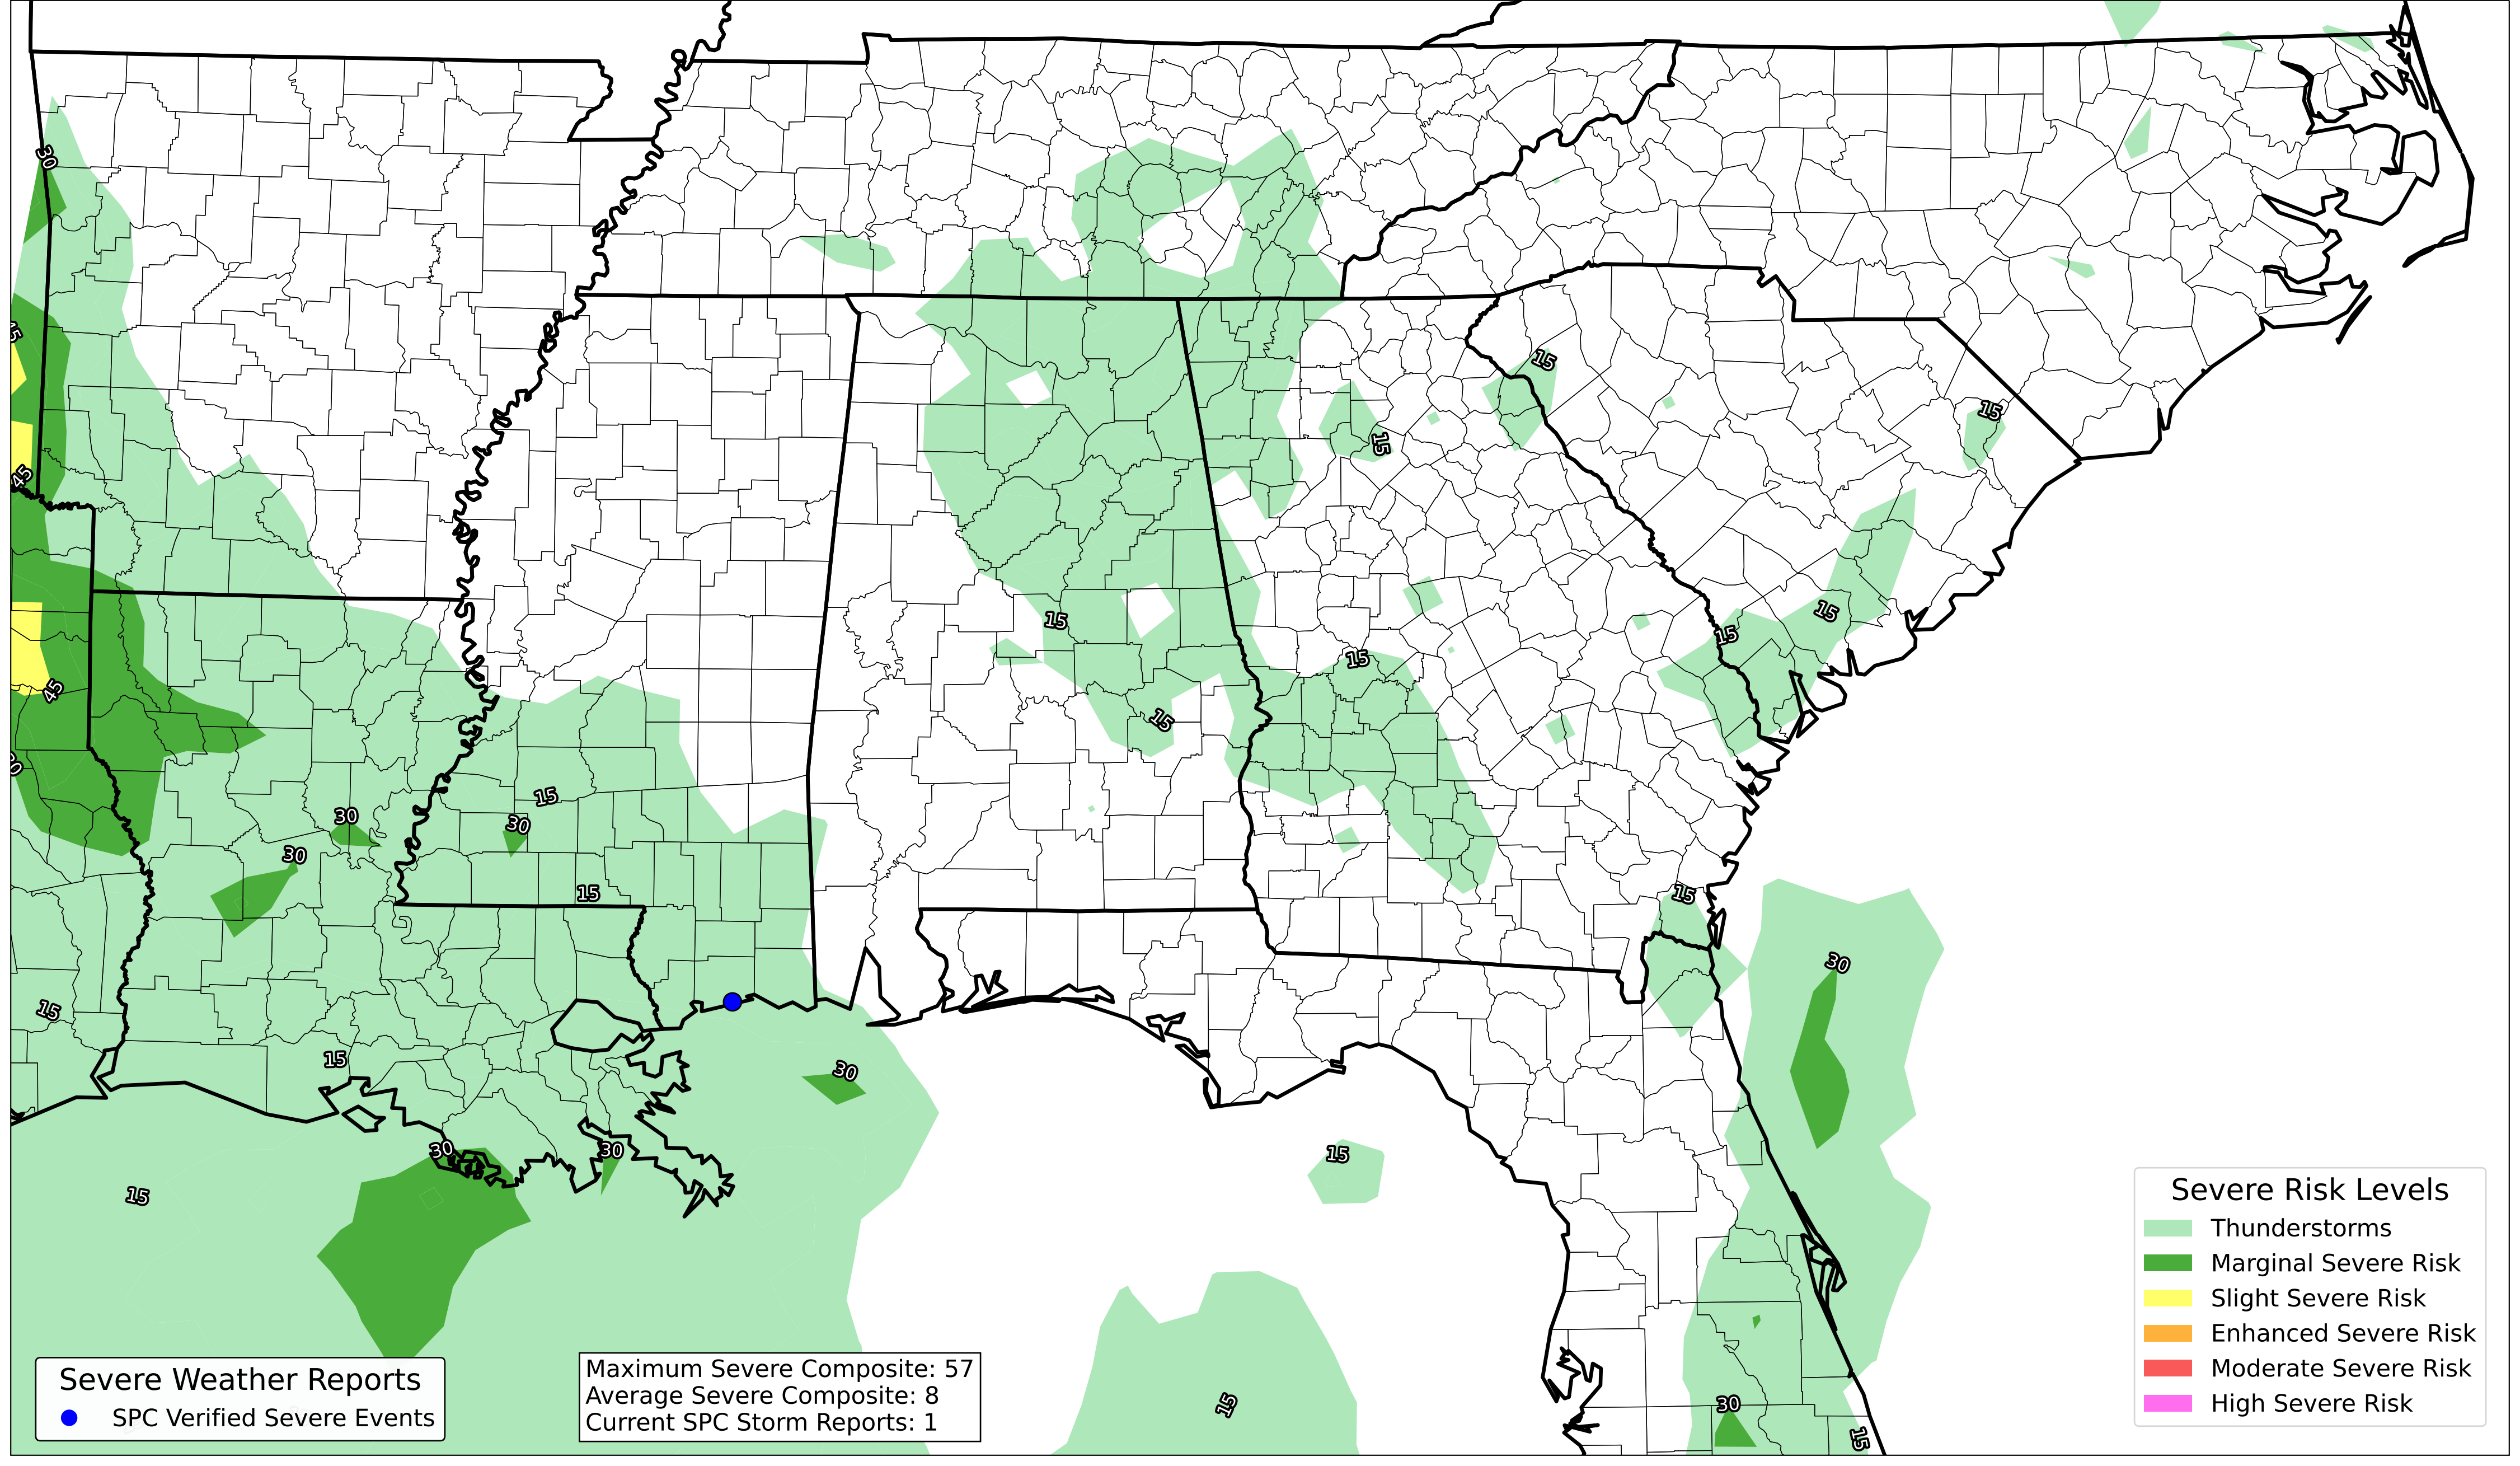 30
45
45
45
30
30
30
15
30
15
15
15
30
30
15
30
15
15
15
15
15
15
15
15
15
15
30
15
15
30
15
Severe Weather Reports
SPC Verified Severe Events
Maximum Severe Composite: 57
Average Severe Composite: 8
Current SPC Storm Reports: 1
Severe Risk Levels
Thunderstorms
Marginal Severe Risk
Slight Severe Risk
Enhanced Severe Risk
Moderate Severe Risk
High Severe Risk